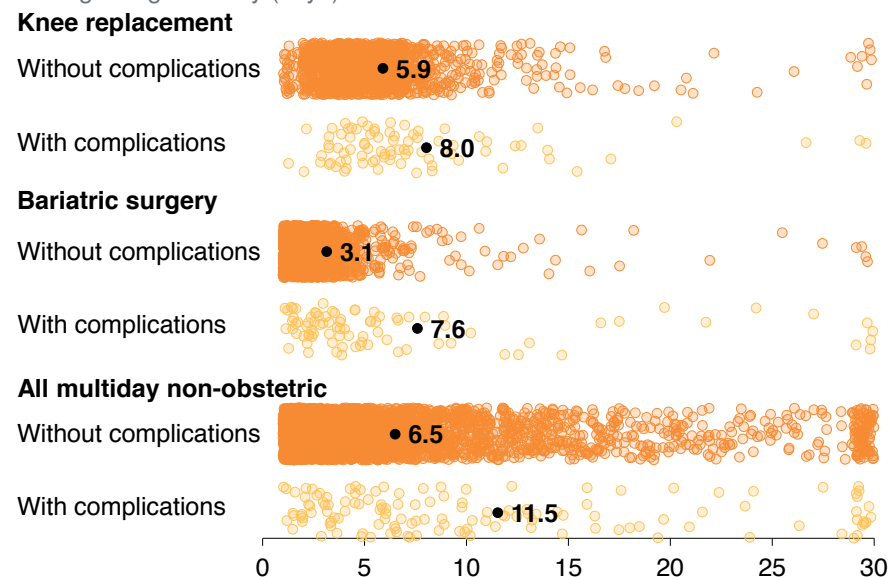 Knee replacement
Without complications 5.9
With complications 8.0
Bariatric surgery
Without complications 3.1
With complications 7.6
All multiday non-obstetric
Without complications 6.5
With complications 11.5
0 5 10 15 20 25 30